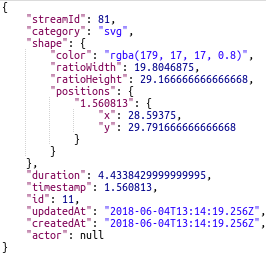 {
    "streamId": 81,
    "category": "svg",
    "shape": {
        "color": "rgba(179, 17, 17, 0.8)",
        "ratioWidth": 19.8046875,
        "ratioHeight": 29.166666666666668,
        "positions": {
            "1.560813": {
                "x": 28.59375,
                "y": 29.791666666666668
            }
        }
    },
    "duration": 4.4338429999999995,
    "timestamp": 1.560813,
    "id": 11,
    "updatedAt": "2018-06-04T13:14:19.256Z",
    "createdAt": "2018-06-04T13:14:19.256Z",
    "actor": null
}